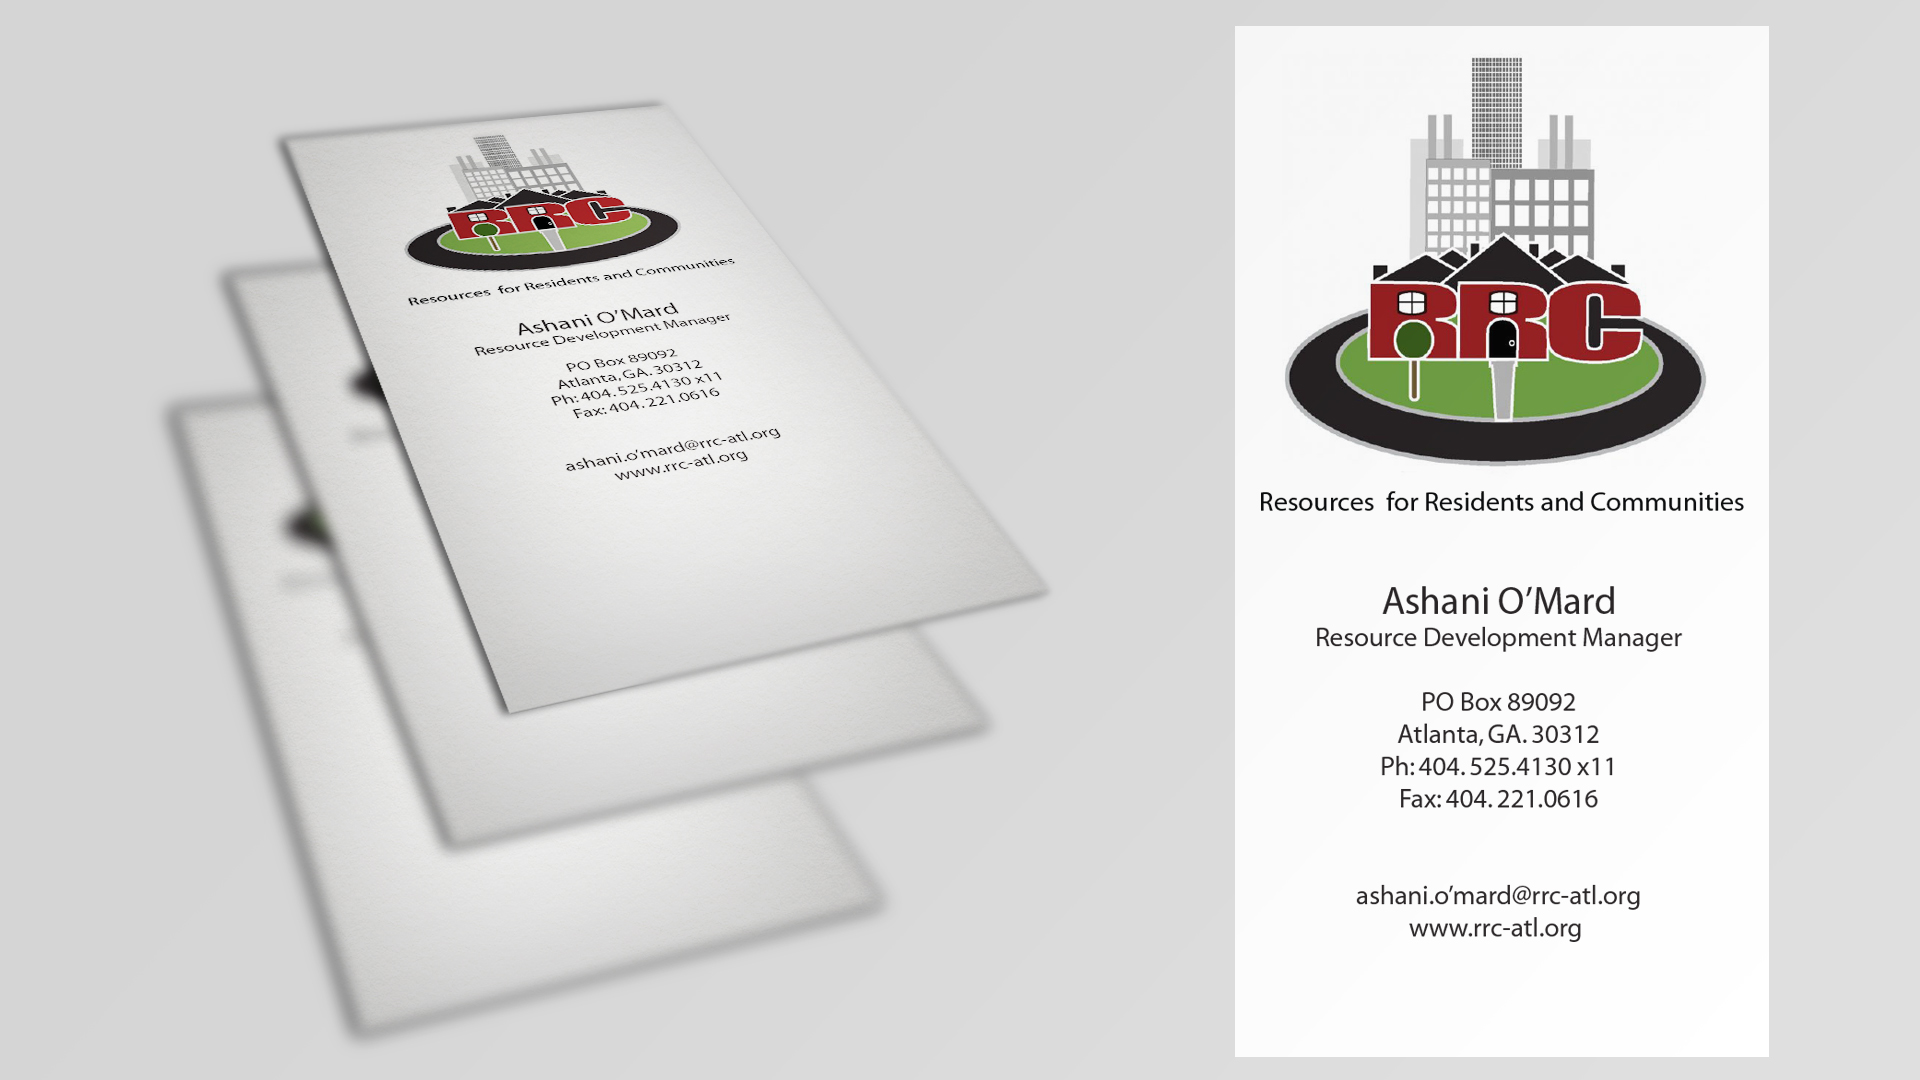 RRC
Resources for Residents and Communities
Ashani O’Mard
Resource Development Manager
PO Box 89092
Atlanta, GA. 30312
Ph: 404. 525.4130 x11
Fax: 404. 221.0616
ashani.o’mard@rrc-atl.org
www.rrc-atl.org
RRC
Resources for Residents and Communities
Ashani O’Mard
Resource Development Manager
PO Box 89092
Atlanta, GA. 30312
Ph: 404. 525.4130 x11
Fax: 404. 221.0616
ashani.o’mard@rrc-atl.org
www.rrc-atl.org